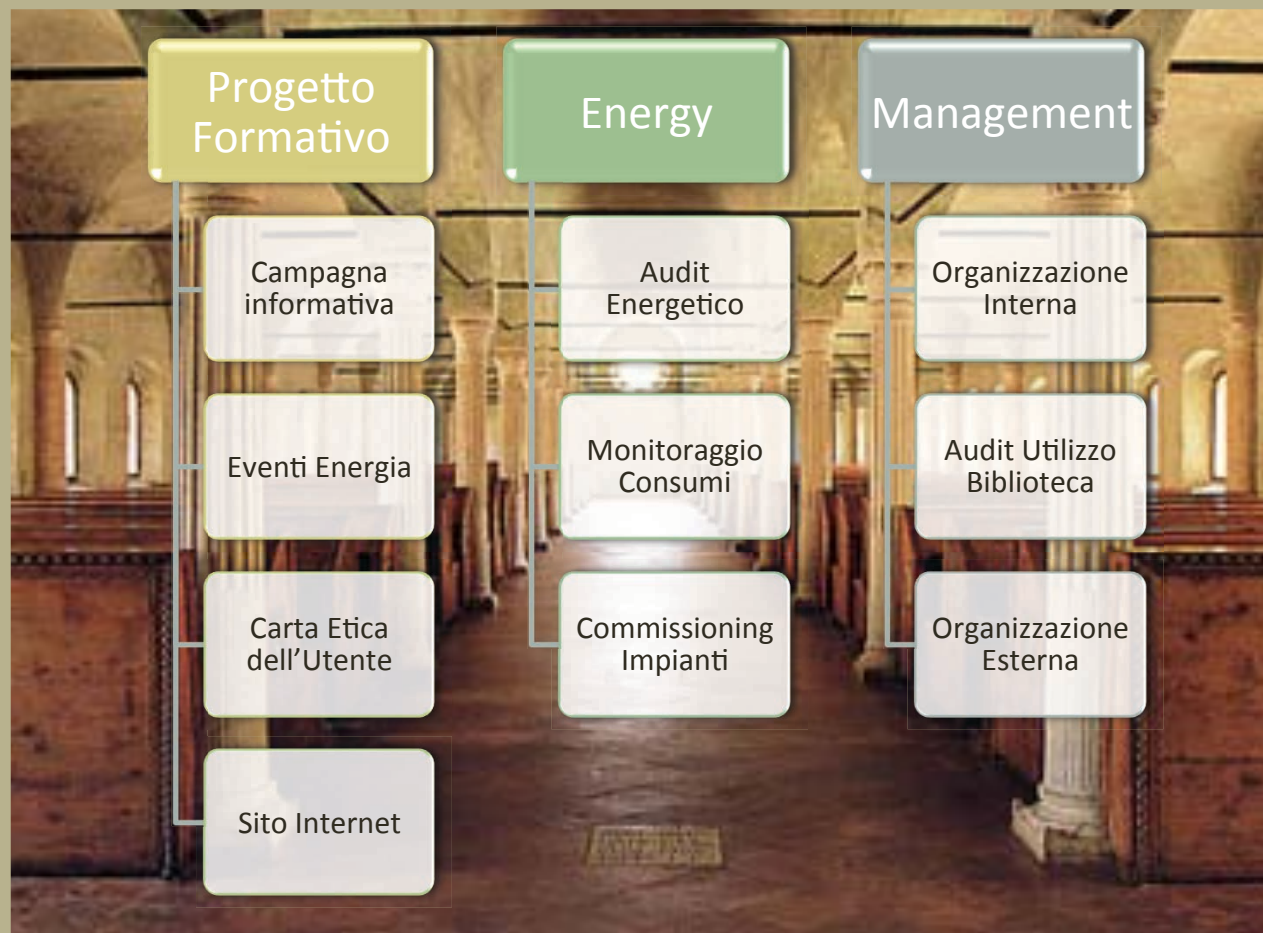 Progetto
Formativo
Campagna
informativa
Eventi Energia
Carta Etica
dell’Utente
Sito Internet
Energy
Audit
Energetico
Monitoraggio
Consumi
Commissioning
Impianti
Management
Organizzazione
Interna
Audit Utilizzo
Biblioteca
Organizzazione
Esterna